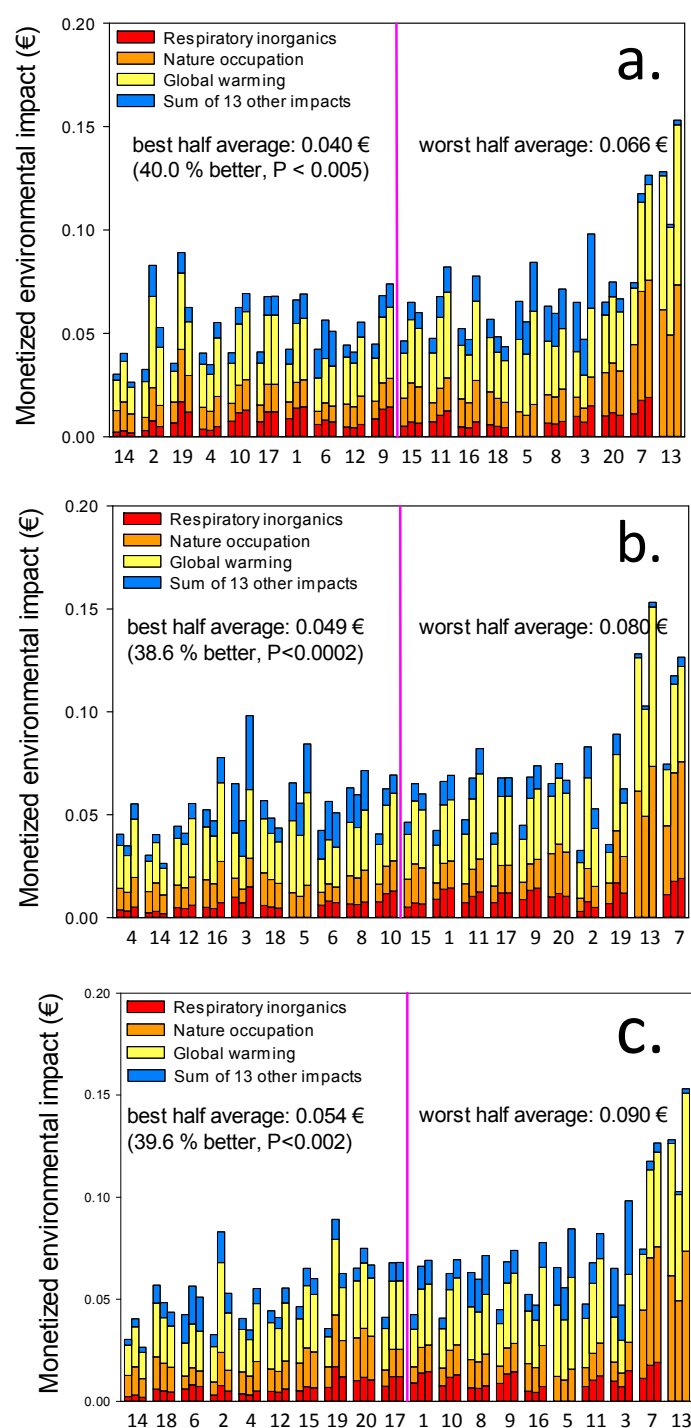 0.20
0.15
0.10
0.05
0.00
Monetized environmental impact (€)
Respiratory inorganics
Nature occupation
Global warming
Sum of 13 other impacts
a.
best half average: 0.040 €
(40.0 % better, P < 0.005)
worst half average: 0.066 €
14 2 19 4 10 17 1 6 12 9 15 11 16 18 5 8 3 20 7 13
0.20
0.15
0.10
0.05
0.00
Monetized environmental impact (€)
Respiratory inorganics
Nature occupation
Global warming
Sum of 13 other impacts
b.
best half average: 0.049 €
(38.6 % better, P<0.0002)
worst half average: 0.080 €
4 14 12 16 3 18 5 6 8 10 15 1 11 17 9 20 2 19 13 7
0.20
0.15
0.10
0.05
0.00
Monetized environmental impact (€)
Respiratory inorganics
Nature occupation
Global warming
Sum of 13 other impacts
c.
best half average: 0.054 €
(39.6 % better, P<0.002)
worst half average: 0.090 €
14 18 6 2 4 12 15 19 20 17 1 10 8 9 16 5 11 3 7 13